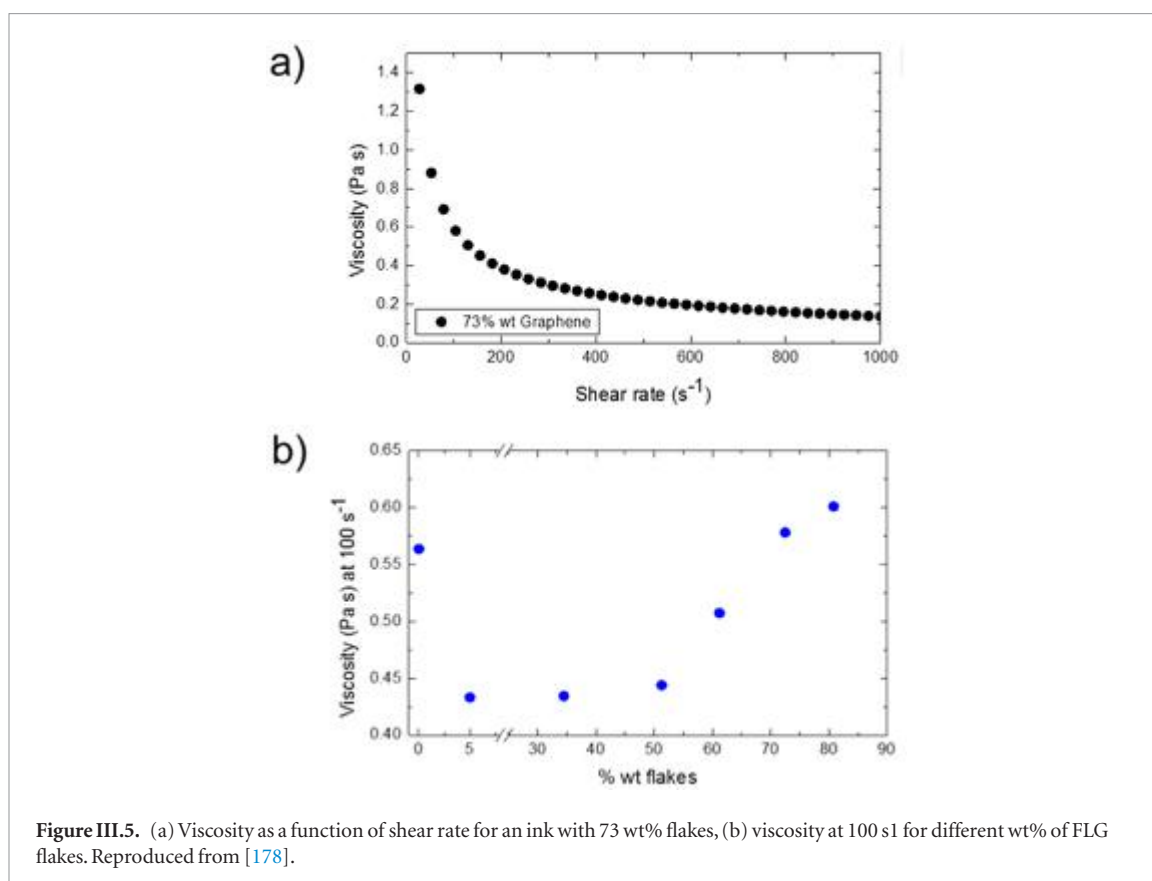 a)
1.4
1.2
1.0
0.8
0.6
0.4
0.2
0.0
Viscosity (Pa s)
73% wt Graphene
0 200 400 600 800 1000
Shear rate (s⁻¹)
b)
0.65
0.60
0.55
0.50
0.45
0.40
Viscosity (Pa s) at 100 s⁻¹
0 5 30 40 50 60 70 80 90
% wt flakes
Figure III.5. (a) Viscosity as a function of shear rate for an ink with 73 wt% flakes, (b) viscosity at 100 s1 for different wt% of FLG
flakes. Reproduced from [178].